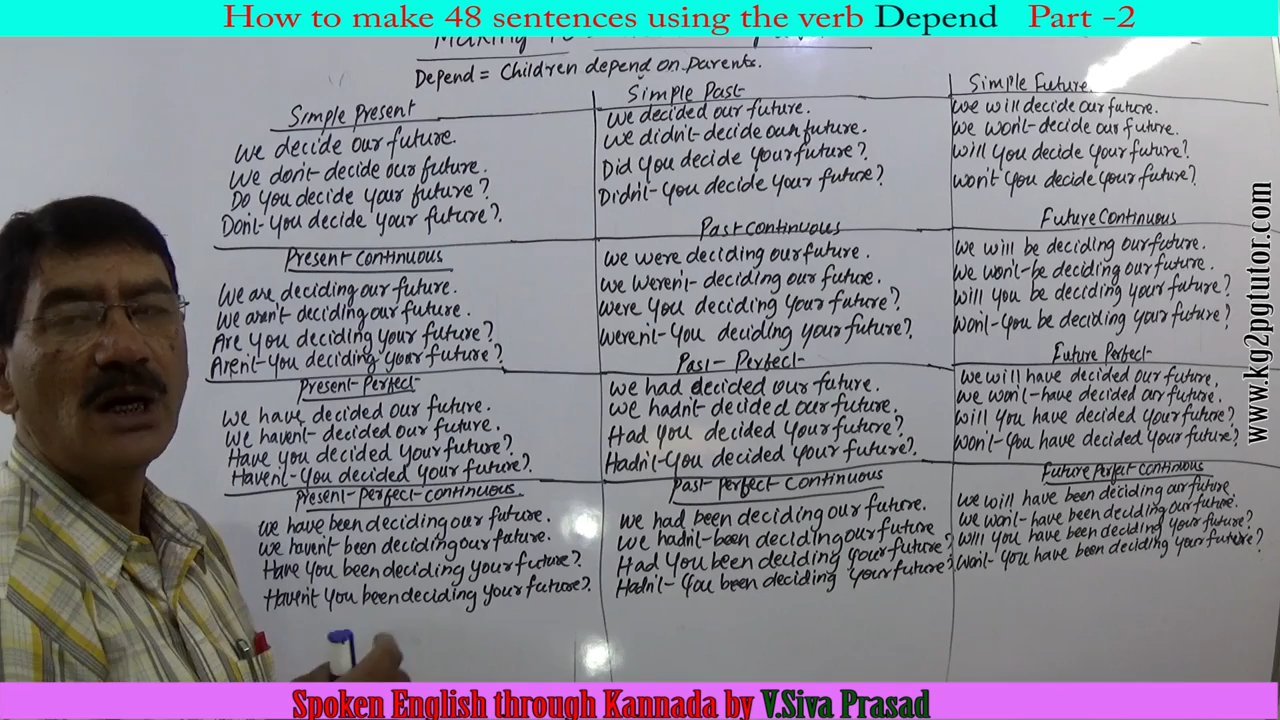 How to make 48 sentences using the verb Depend Part -2
Depend = Children depend on parents.
Simple Present
We decide our future.
We don't decide our future.
Do you decide your future?
Don't you decide your future?
Present Continuous
We are deciding our future.
We aren't deciding our future.
Are you deciding your future?
Aren't you deciding your future?
Present Perfect
We have decided our future.
We haven't decided our future.
Have you decided your future?
Haven't you decided your future?
Present Perfect Continuous
We have been deciding our future.
We haven't been deciding our future.
Have you been deciding your future?
Haven't you been deciding your future?
Simple Past
We decided our future.
We didn't decide our future.
Did you decide your future?
Didn't you decide your future?
Past Continuous
We were deciding our future.
We weren't deciding our future.
Were you deciding your future?
Weren't you deciding your future?
Past Perfect
We had decided our future.
We hadn't decided our future.
Had you decided your future?
Hadn't you decided your future?
Past Perfect Continuous
We had been deciding our future.
We hadn't been deciding our future
Had you been deciding your future?
Hadn't you been deciding your future?
Simple Future
We will decide our future.
We won't decide our future.
Will you decide your future?
Won't you decide your future?
Future Continuous
We will be deciding our future.
We won't be deciding our future.
Will you be deciding your future?
Won't you be deciding your future?
Future Perfect
We will have decided our future.
We won't have decided our future.
Will you have decided your future?
Won't you have decided your future?
Future Perfect Continuous
We will have been deciding our future
We won't have been deciding our future.
Will you have been deciding your future?
Won't you have been deciding your future?
www.kg2pgtutor.com
Spoken English through Kannada by V.Siva Prasad